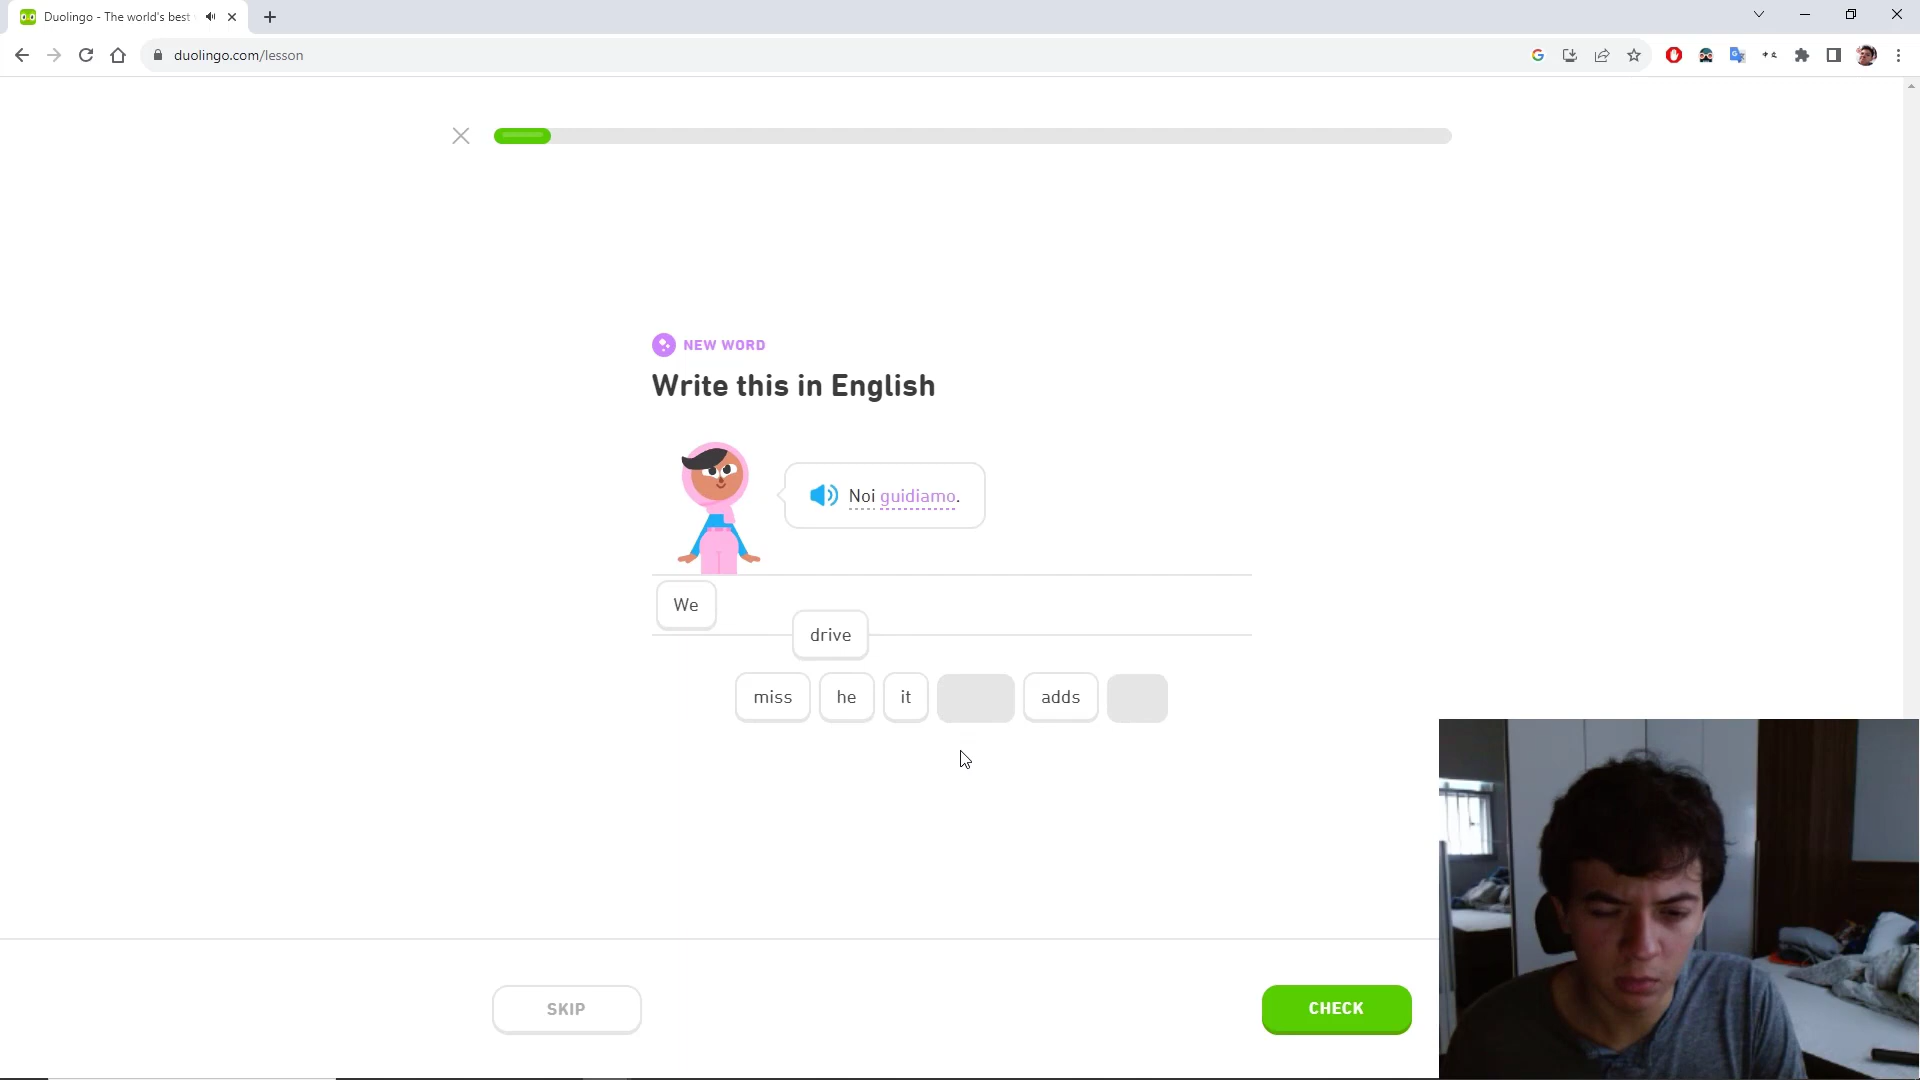 Duolingo - The world's best
duolingo.com/lesson
NEW WORD
Write this in English
Noi guidiamo.
We
drive
miss he it adds
SKIP
CHECK